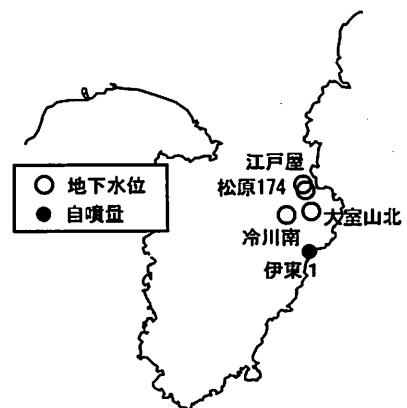 江戸屋
松原174
○ 地下水位
● 自噴量
大室山北
冷川南
伊東1